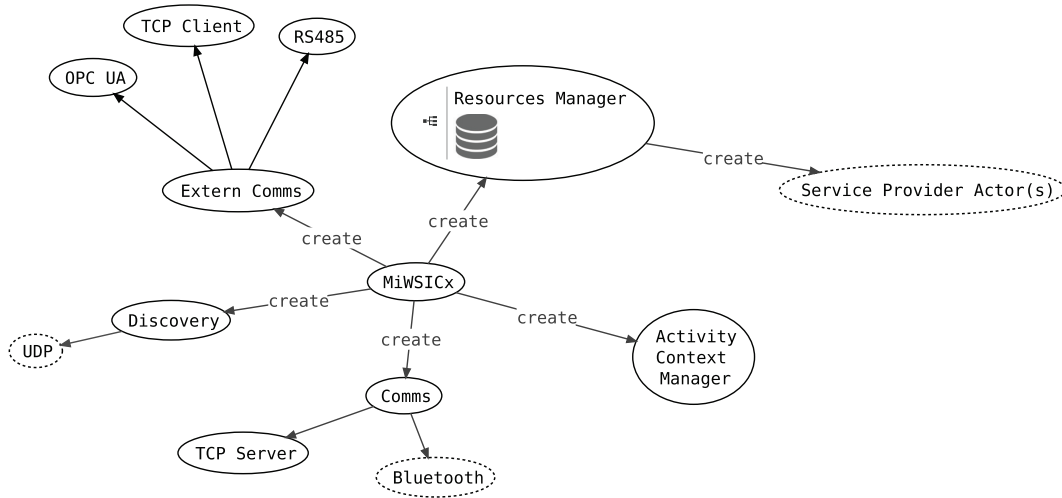 TCP Client
RS485
OPC UA
Resources Manager
create
Service Provider Actor(s)
Extern Comms
create
create
MiWSICx
create
Discovery
create
UDP
create
Activity
Context
Manager
Comms
TCP Server
Bluetooth